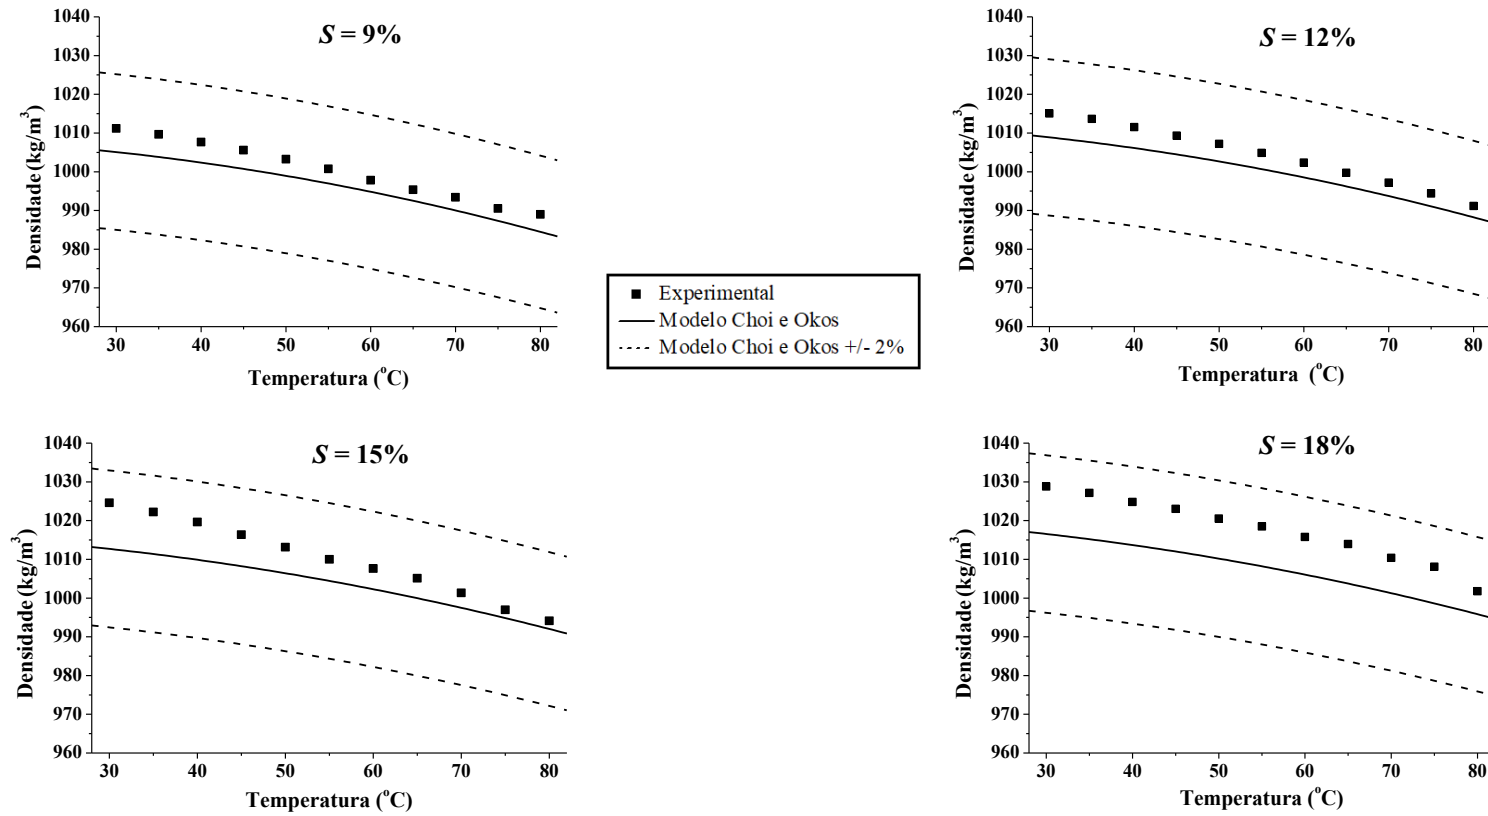 S = 9%
1040
1030
1020
1010
1000
990
980
970
960
Densidade (kg/m³)
30 40 50 60 70 80
Temperatura (°C)
S = 12%
1040
1030
1020
1010
1000
990
980
970
960
Densidade (kg/m³)
30 40 50 60 70 80
Temperatura (°C)
Experimental
Modelo Choi e Okos
Modelo Choi e Okos +/- 2%
S = 15%
1040
1030
1020
1010
1000
990
980
970
960
Densidade (kg/m³)
30 40 50 60 70 80
Temperatura (°C)
S = 18%
1040
1030
1020
1010
1000
990
980
970
960
Densidade (kg/m³)
30 40 50 60 70 80
Temperatura (°C)